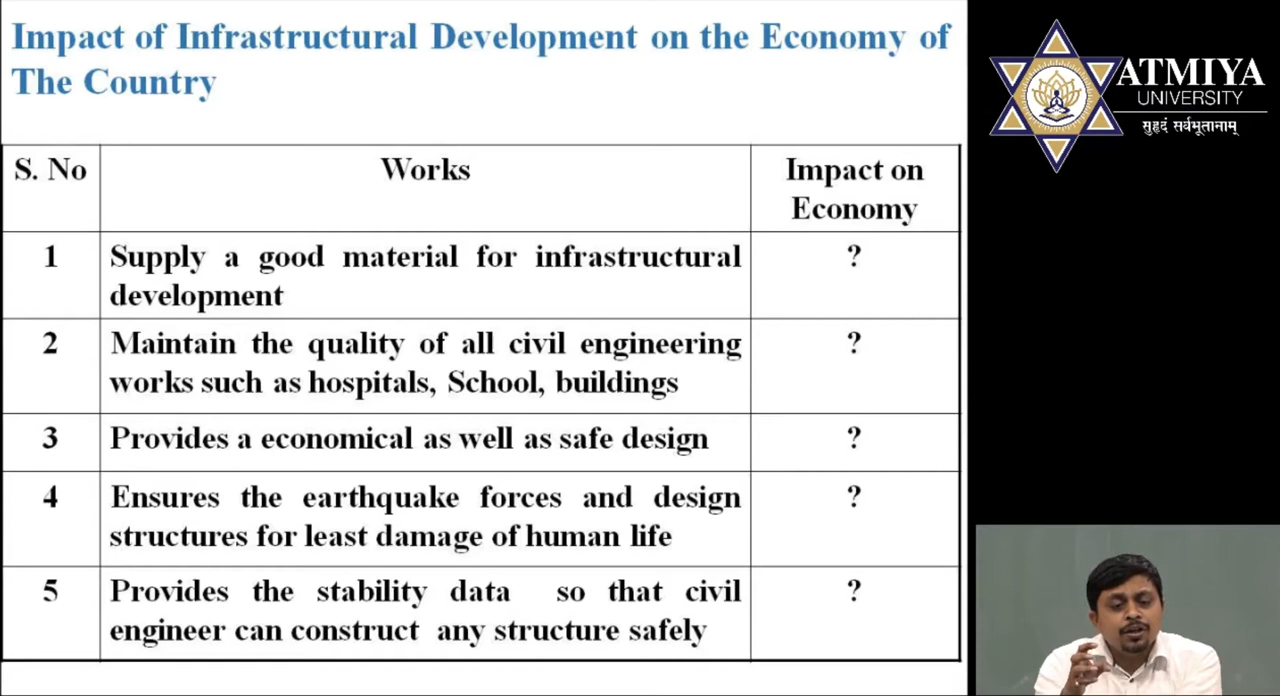 Impact of Infrastructural Development on the Economy of
The Country
ATMIYA
UNIVERSITY
सुहृदं सर्वभूतानाम्
S. No Works Impact on
Economy
1 Supply a good material for infrastructural ?
development
2 Maintain the quality of all civil engineering ?
works such as hospitals, School, buildings
3 Provides a economical as well as safe design ?
4 Ensures the earthquake forces and design ?
structures for least damage of human life
5 Provides the stability data so that civil ?
engineer can construct any structure safely